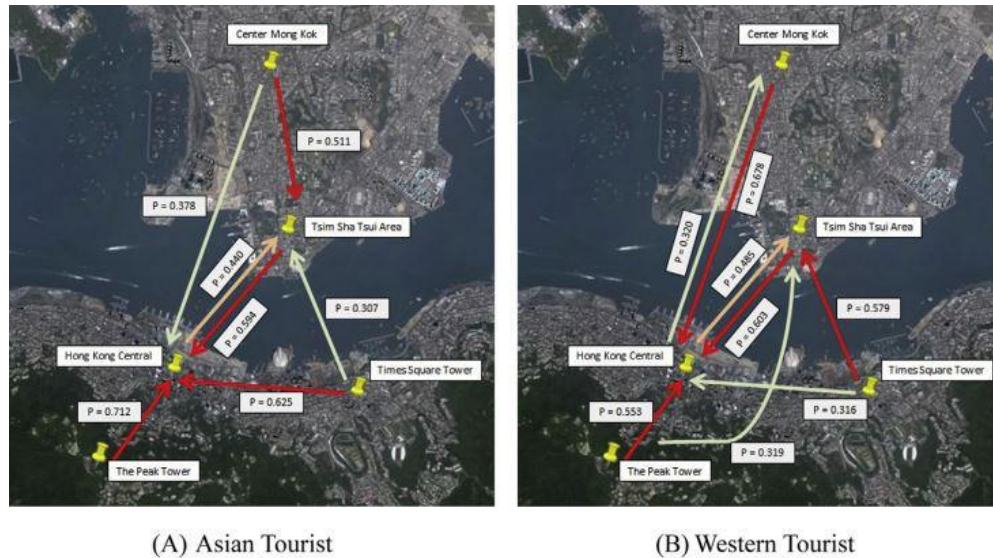 Center Mong Kok
P = 0.511
P = 0.378
Tsim Sha Tsui Area
P = 0.440
P = 0.594
P = 0.307
Hong Kong Central
Times Square Tower
P = 0.625
P = 0.712
The Peak Tower
(A) Asian Tourist
Center Mong Kok
P = 0.678
P = 0.320
Tsim Sha Tsui Area
P = 0.485
P = 0.603
P = 0.579
Hong Kong Central
Times Square Tower
P = 0.316
P = 0.553
P = 0.319
The Peak Tower
(B) Western Tourist